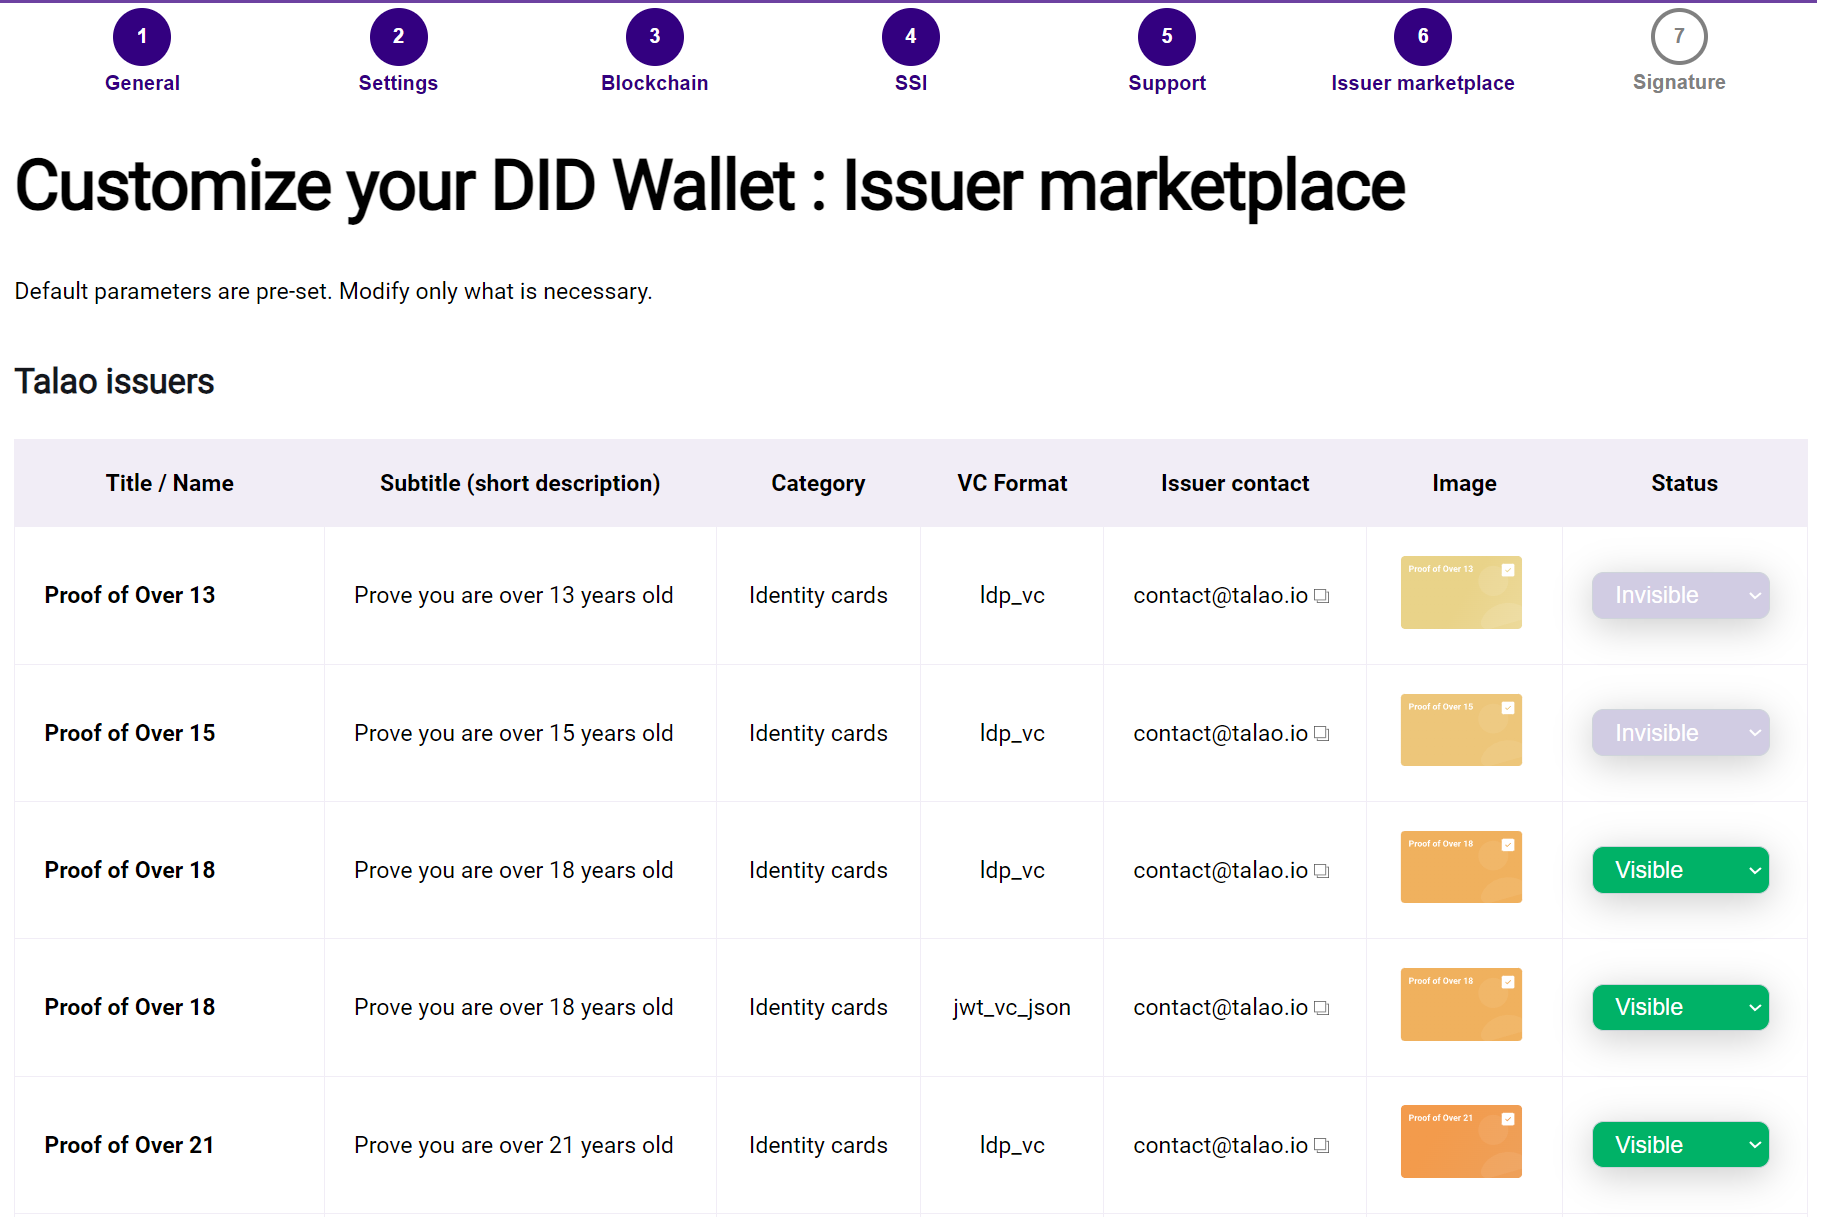 1 2 3 4 5 6 7
General Settings Blockchain SSI Support Issuer marketplace Signature
Customize your DID Wallet : Issuer marketplace
Default parameters are pre-set. Modify only what is necessary.
Talao issuers
Title / Name Subtitle (short description) Category VC Format Issuer contact Image Status
Proof of Over 13 Prove you are over 13 years old Identity cards ldp_vc contact@talao.io Proof of Over 13 Invisible
Proof of Over 15 Prove you are over 15 years old Identity cards ldp_vc contact@talao.io Proof of Over 15 Invisible
Proof of Over 18 Prove you are over 18 years old Identity cards ldp_vc contact@talao.io Proof of Over 18 Visible
Proof of Over 18 Prove you are over 18 years old Identity cards jwt_vc_json contact@talao.io Proof of Over 18 Visible
Proof of Over 21 Prove you are over 21 years old Identity cards ldp_vc contact@talao.io Proof of Over 21 Visible